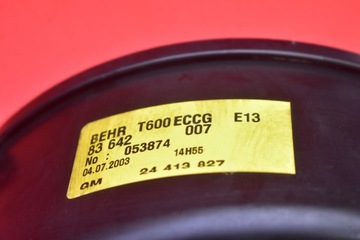 BEHR T600 ECCG E13
83 642 007
No : 053874
04.07.2003 14H55
GM 24 413 827